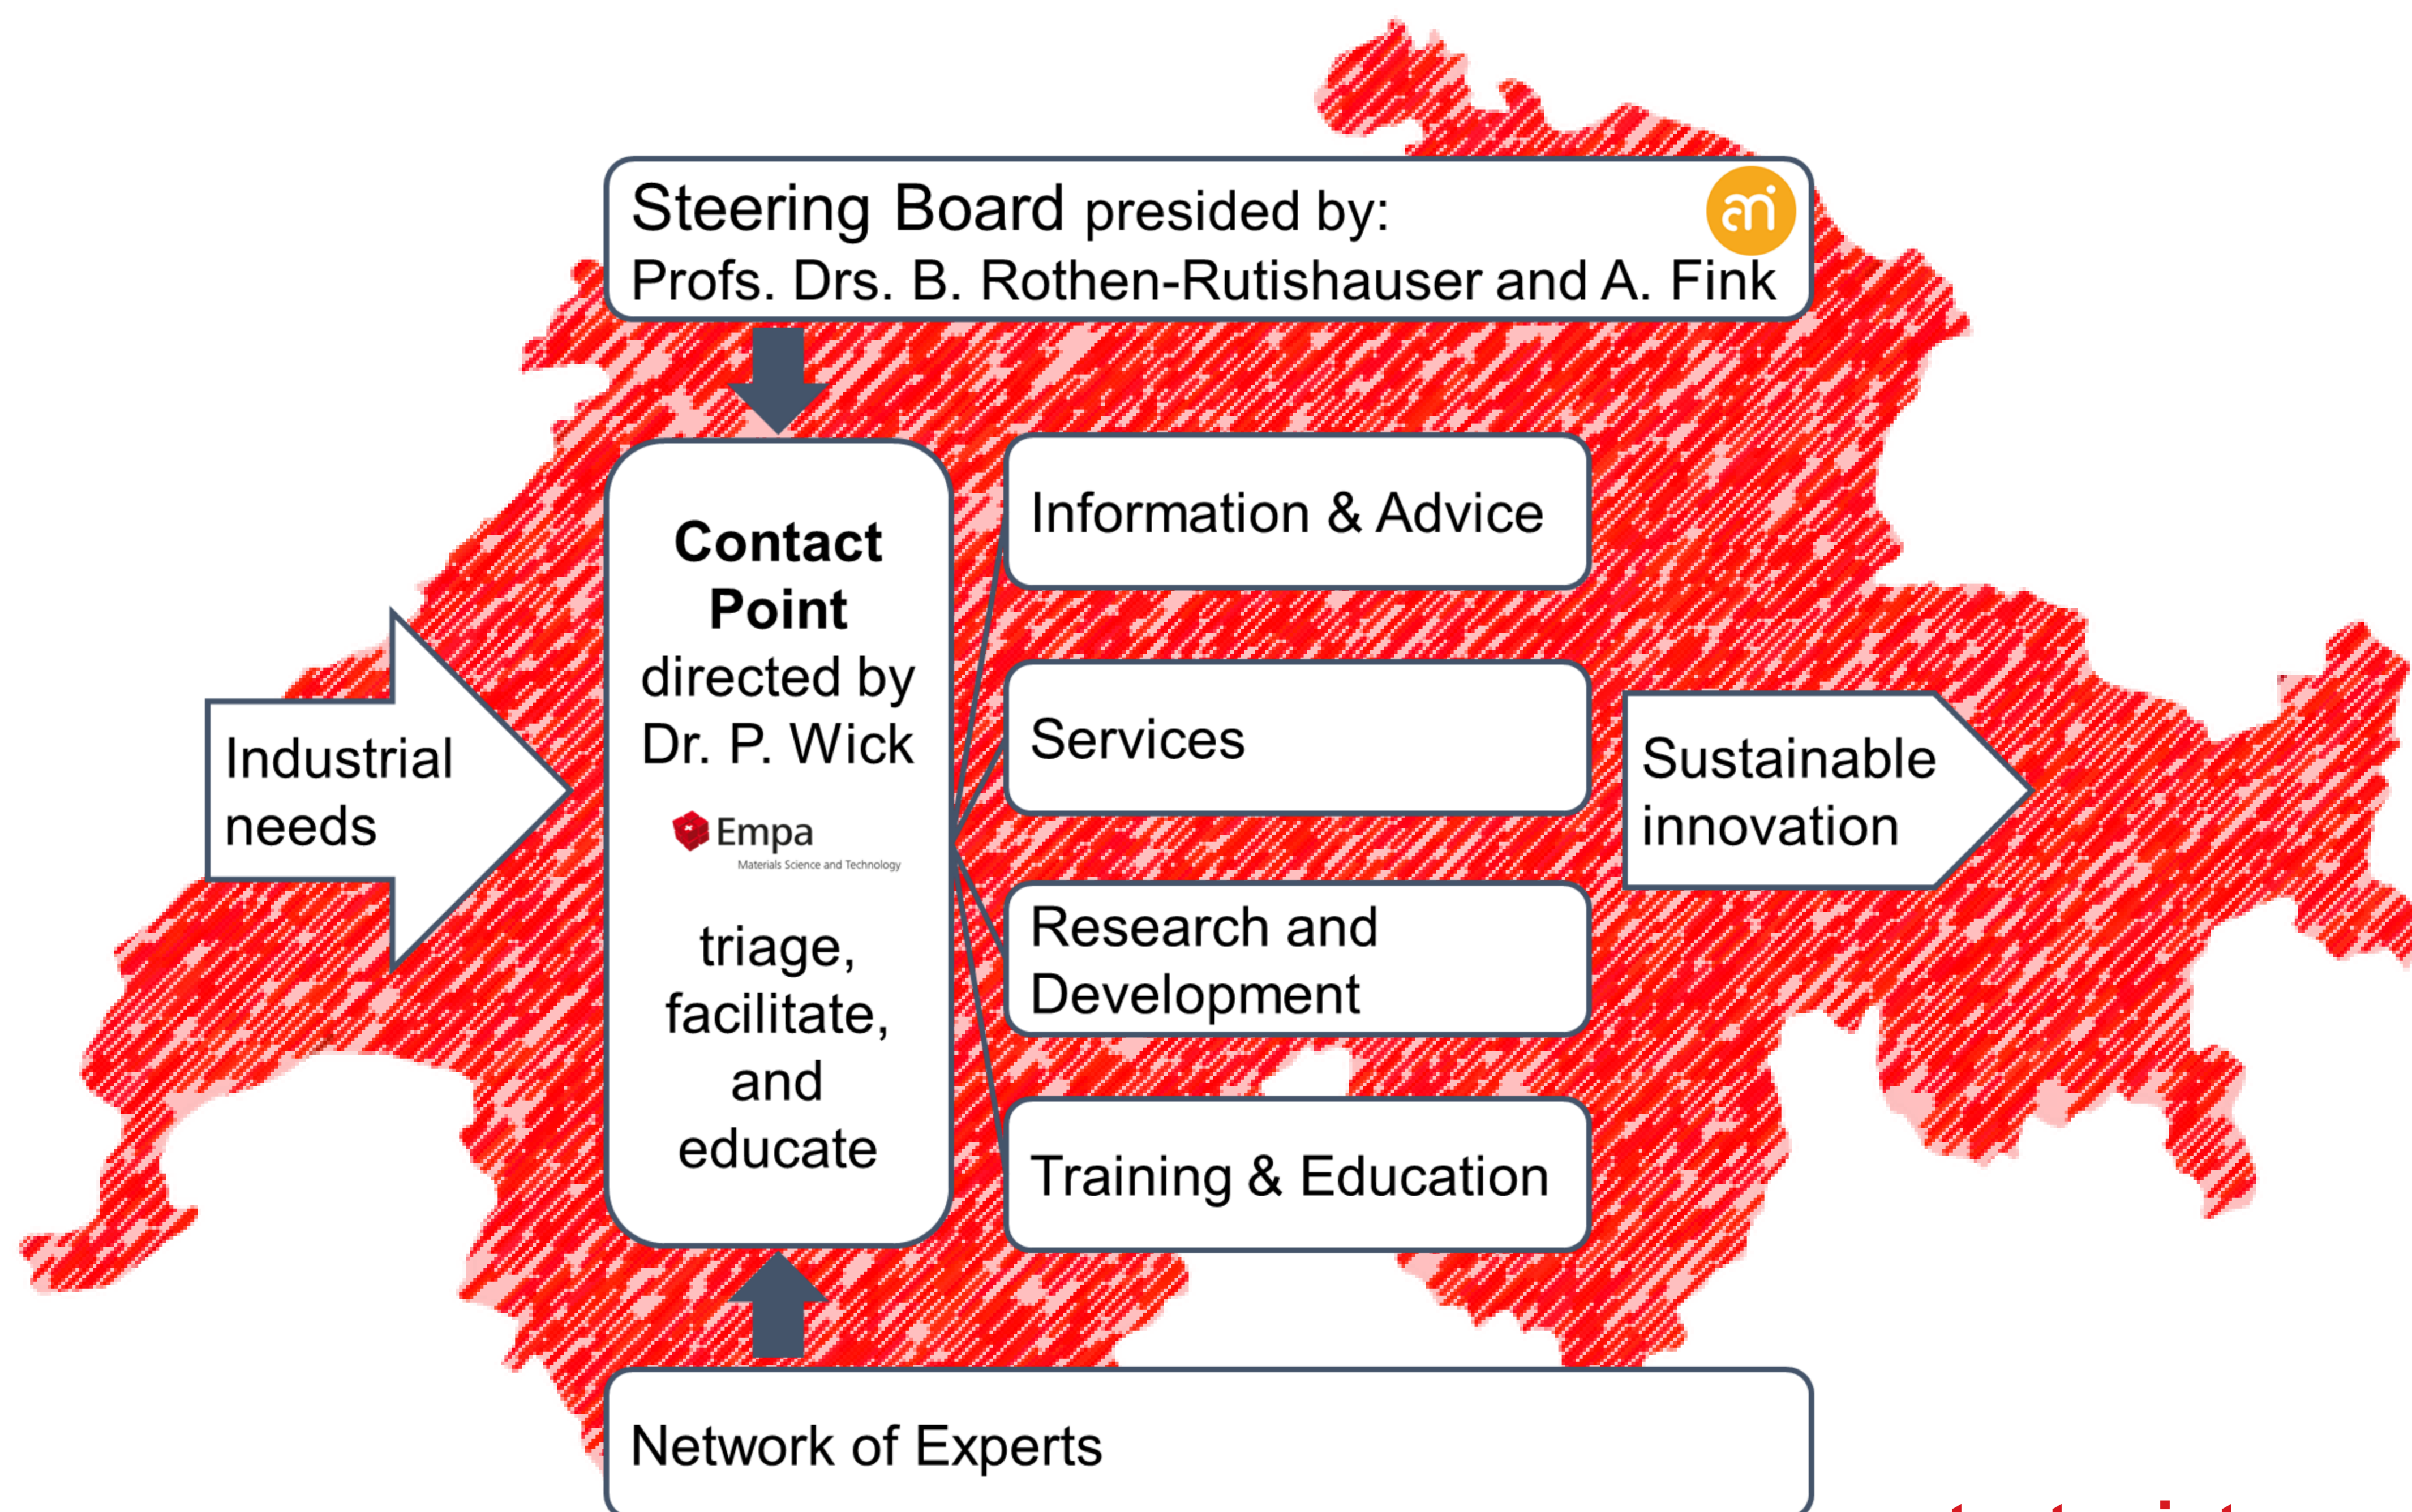 Steering Board presided by:
Profs. Drs. B. Rothen-Rutishauser and A. Fink
ami
Contact
Point
directed by
Dr. P. Wick
Empa
Materials Science and Technology
triage,
facilitate,
and
educate
Industrial
needs
Information & Advice
Services
Research and
Development
Training & Education
Sustainable
innovation
Network of Experts